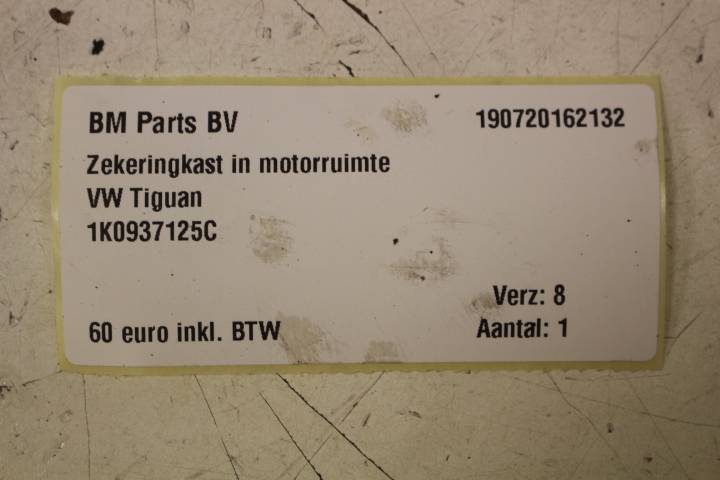 BM Parts BV 190720162132
Zekeringkast in motorruimte
VW Tiguan
1K0937125C
Verz: 8
60 euro inkl. BTW Aantal: 1